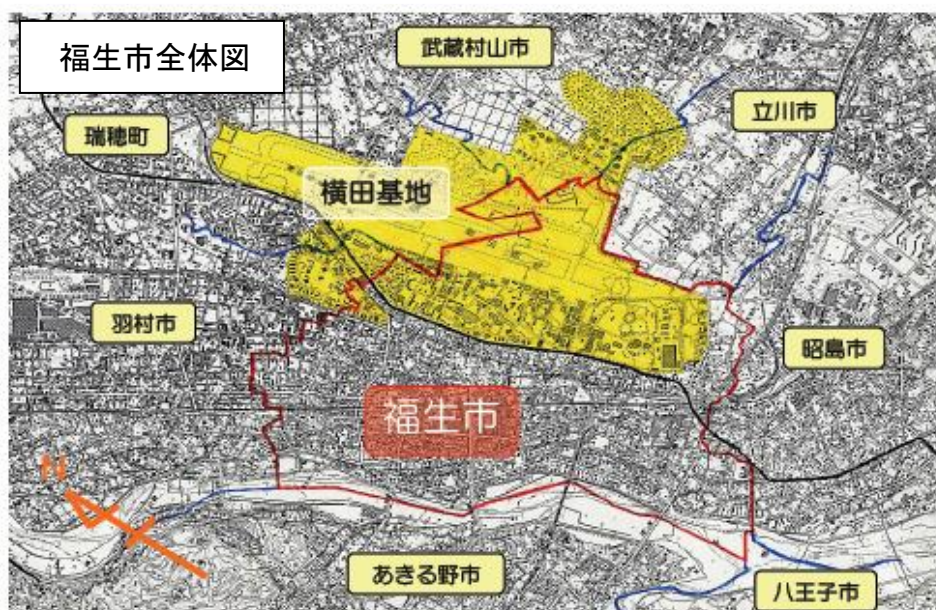 福生市全体図
武蔵村山市
立川市
瑞穂町
横田基地
羽村市
昭島市
福生市
N
あきる野市
八王子市